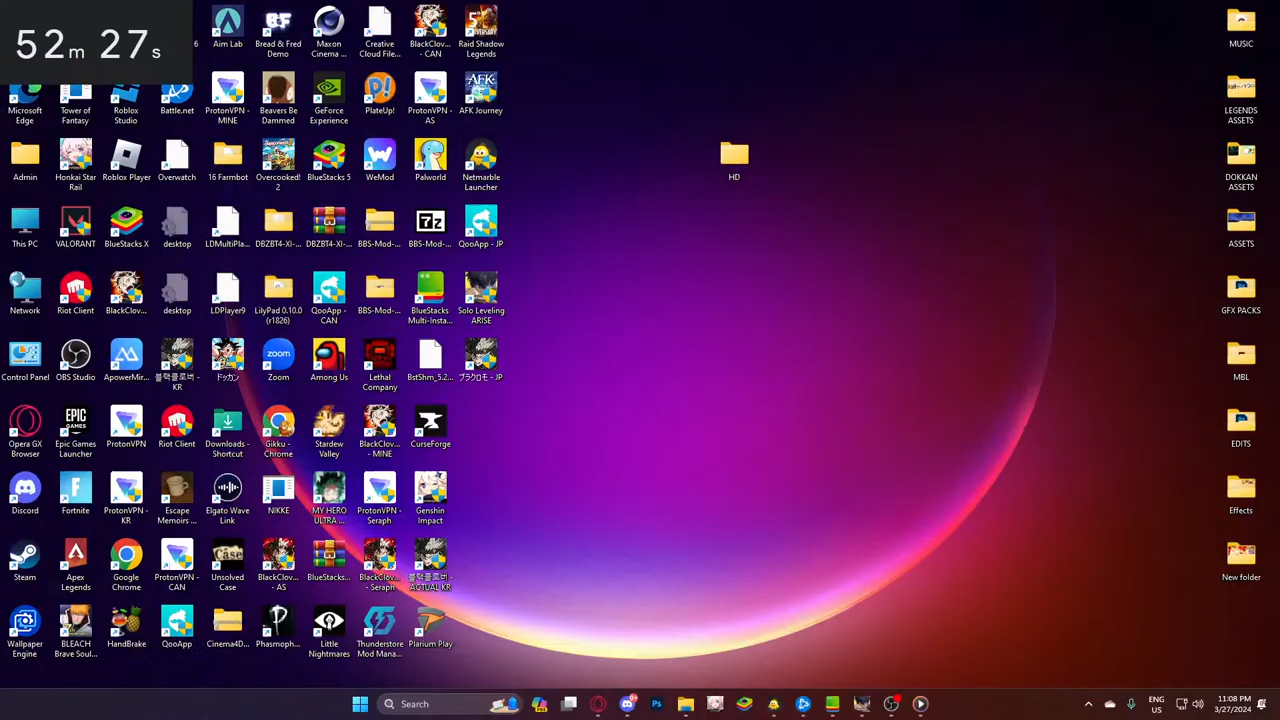 52m 27s
6
Aim Lab
Bread & Fred
Demo
Maxon
Cinema ...
Creative
Cloud File...
BlackClov...
- CAN
Raid Shadow
Legends
MUSIC
Microsoft
Edge
Tower of
Fantasy
Roblox
Studio
Battle.net
ProtonVPN -
MINE
Beavers Be
Dammed
GeForce
Experience
PlateUp!
ProtonVPN -
AS
AFK Journey
LEGENDS
ASSETS
Admin
Honkai Star
Rail
Roblox Player
Overwatch
16 Farmbot
Overcooked!
2
BlueStacks 5
WeMod
Palworld
Netmarble
Launcher
HD
DOKKAN
ASSETS
This PC
VALORANT
BlueStacks X
desktop
LDMultiPla...
DBZBT4-XI-...
DBZBT4-XI-...
BBS-Mod-...
BBS-Mod-...
QooApp - JP
ASSETS
Network
Riot Client
BlackClov...
desktop
LDPlayer9
LilyPad 0.10.0
(r1826)
QooApp -
CAN
BBS-Mod-...
BlueStacks
Multi-Insta...
Solo Leveling
ARISE
GFX PACKS
Control Panel
OBS Studio
ApowerMir...
블랙클로버 -
KR
ドッカン
Zoom
Among Us
Lethal
Company
BstShm_5.2...
ブラクロモ - JP
MBL
Opera GX
Browser
Epic Games
Launcher
ProtonVPN
Riot Client
Downloads -
Shortcut
Gikku -
Chrome
Stardew
Valley
BlackClov...
- MINE
CurseForge
EDITS
Discord
Fortnite
ProtonVPN -
KR
Escape
Memoirs ...
Elgato Wave
Link
NIKKE
MY HERO
ULTRA ...
ProtonVPN -
Seraph
Genshin
Impact
Effects
Steam
Apex
Legends
Google
Chrome
ProtonVPN -
CAN
Unsolved
Case
BlackClov...
- AS
BlueStacks...
BlackClov...
- Seraph
블랙클로버 -
ACTUAL KR
New folder
Wallpaper
Engine
BLEACH
Brave Soul...
HandBrake
QooApp
Cinema4D...
Phasmoph...
Little
Nightmares
Thunderstore
Mod Mana...
Plarium Play
Search
ENG
US
11:08 PM
3/27/2024